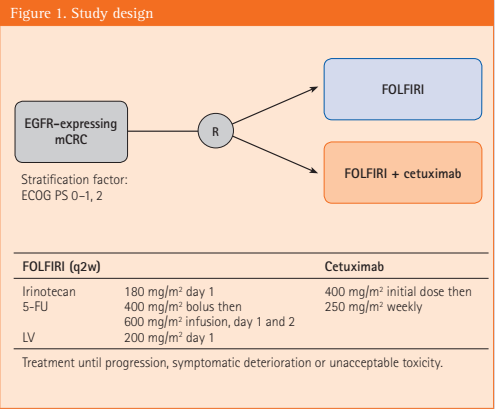 Figure 1. Study design
FOLFIRI
EGFR-expressing
mCRC
R
FOLFIRI + cetuximab
Stratification factor:
ECOG PS 0–1, 2
FOLFIRI (q2w) Cetuximab
Irinotecan 180 mg/m² day 1 400 mg/m² initial dose then
5-FU 400 mg/m² bolus then 250 mg/m² weekly
600 mg/m² infusion, day 1 and 2
LV 200 mg/m² day 1
Treatment until progression, symptomatic deterioration or unacceptable toxicity.